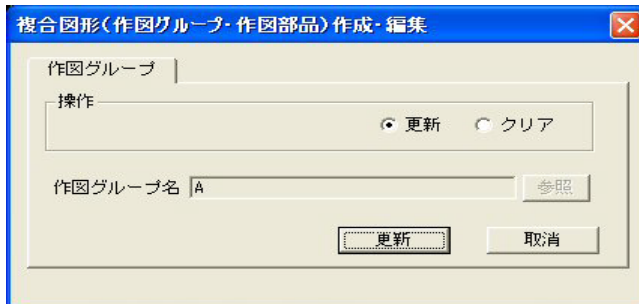 複合図形(作図グループ・作図部品)作成・編集
作図グループ
操作
更新 クリア
作図グループ名 A 参照
更新 取消